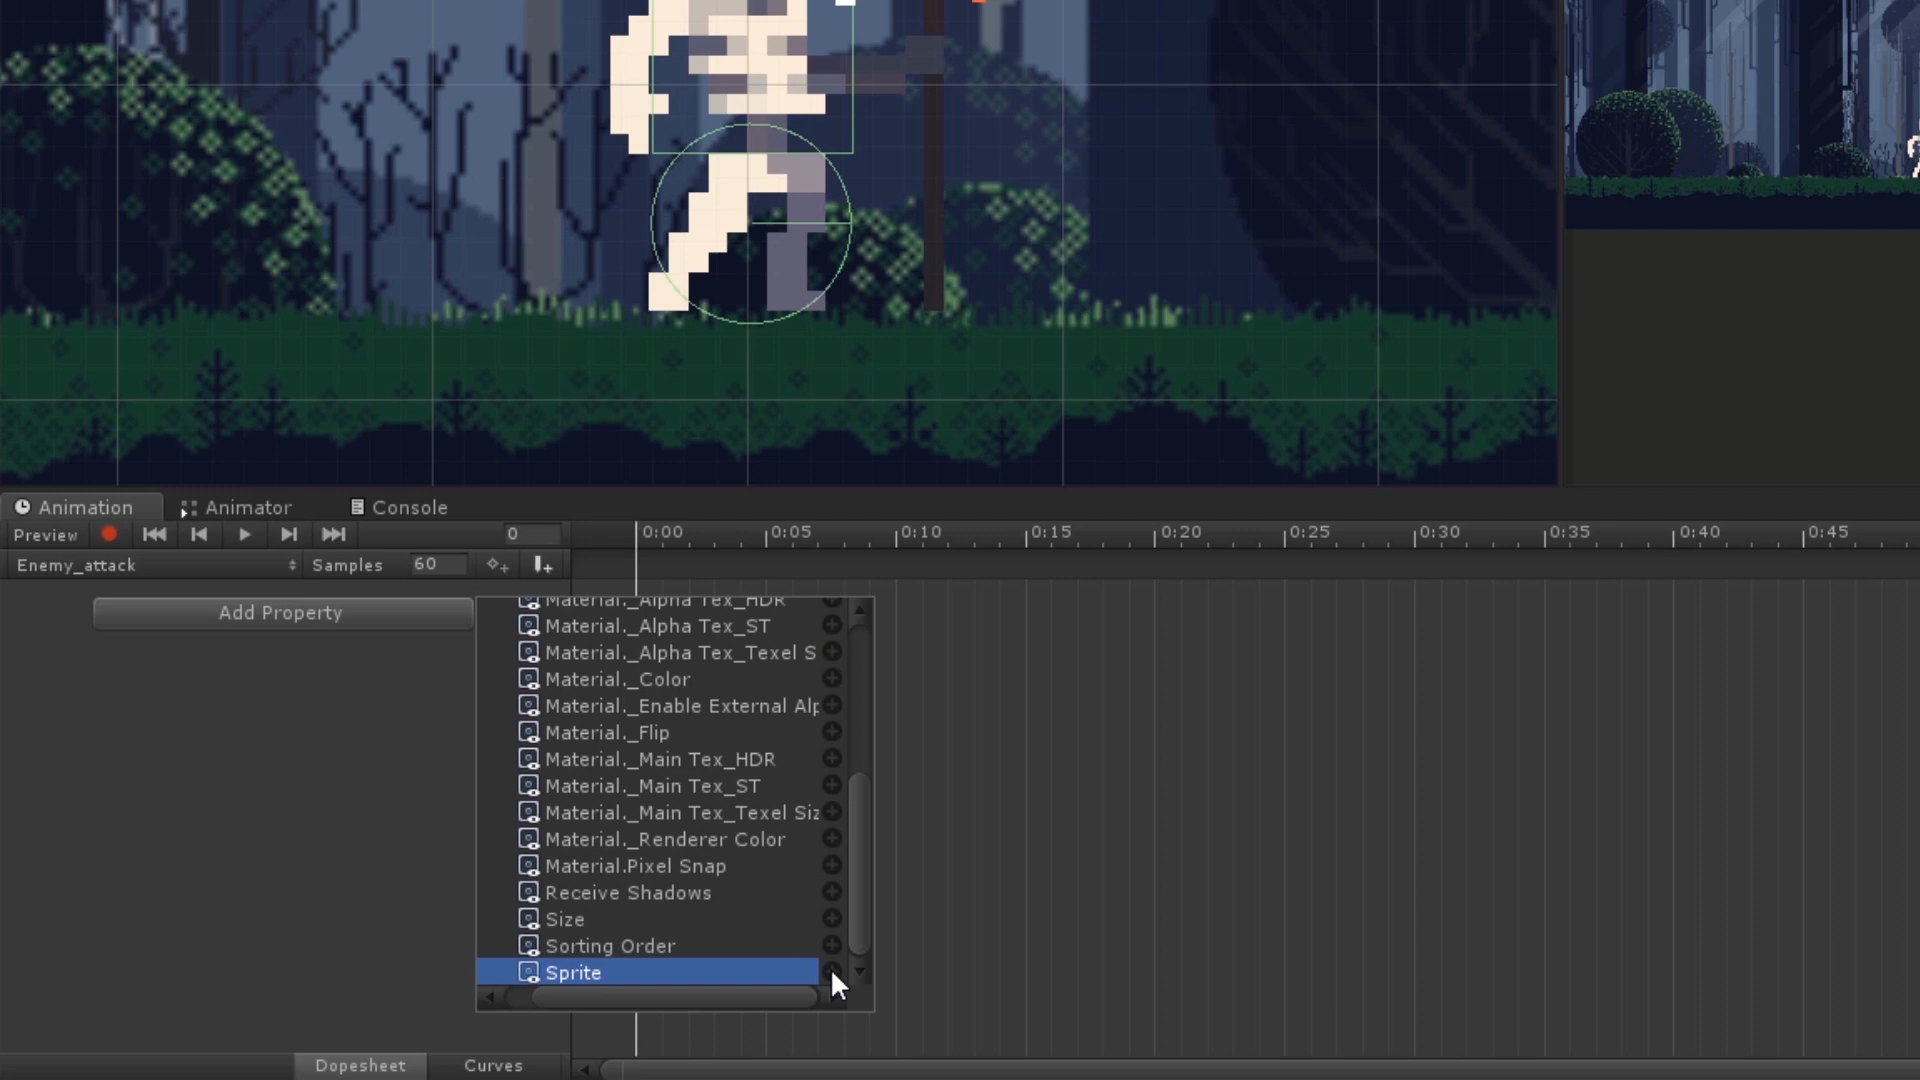 Animation Animator Console
Preview 0 0:00 0:05 0:10 0:15 0:20 0:25 0:30 0:35 0:40 0:45
Enemy_attack Samples 60
Add Property
Material._Alpha Tex_HDR
Material._Alpha Tex_ST
Material._Alpha Tex_Texel S
Material._Color
Material._Enable External Alp
Material._Flip
Material._Main Tex_HDR
Material._Main Tex_ST
Material._Main Tex_Texel Siz
Material._Renderer Color
Material.Pixel Snap
Receive Shadows
Size
Sorting Order
Sprite
Dopesheet Curves